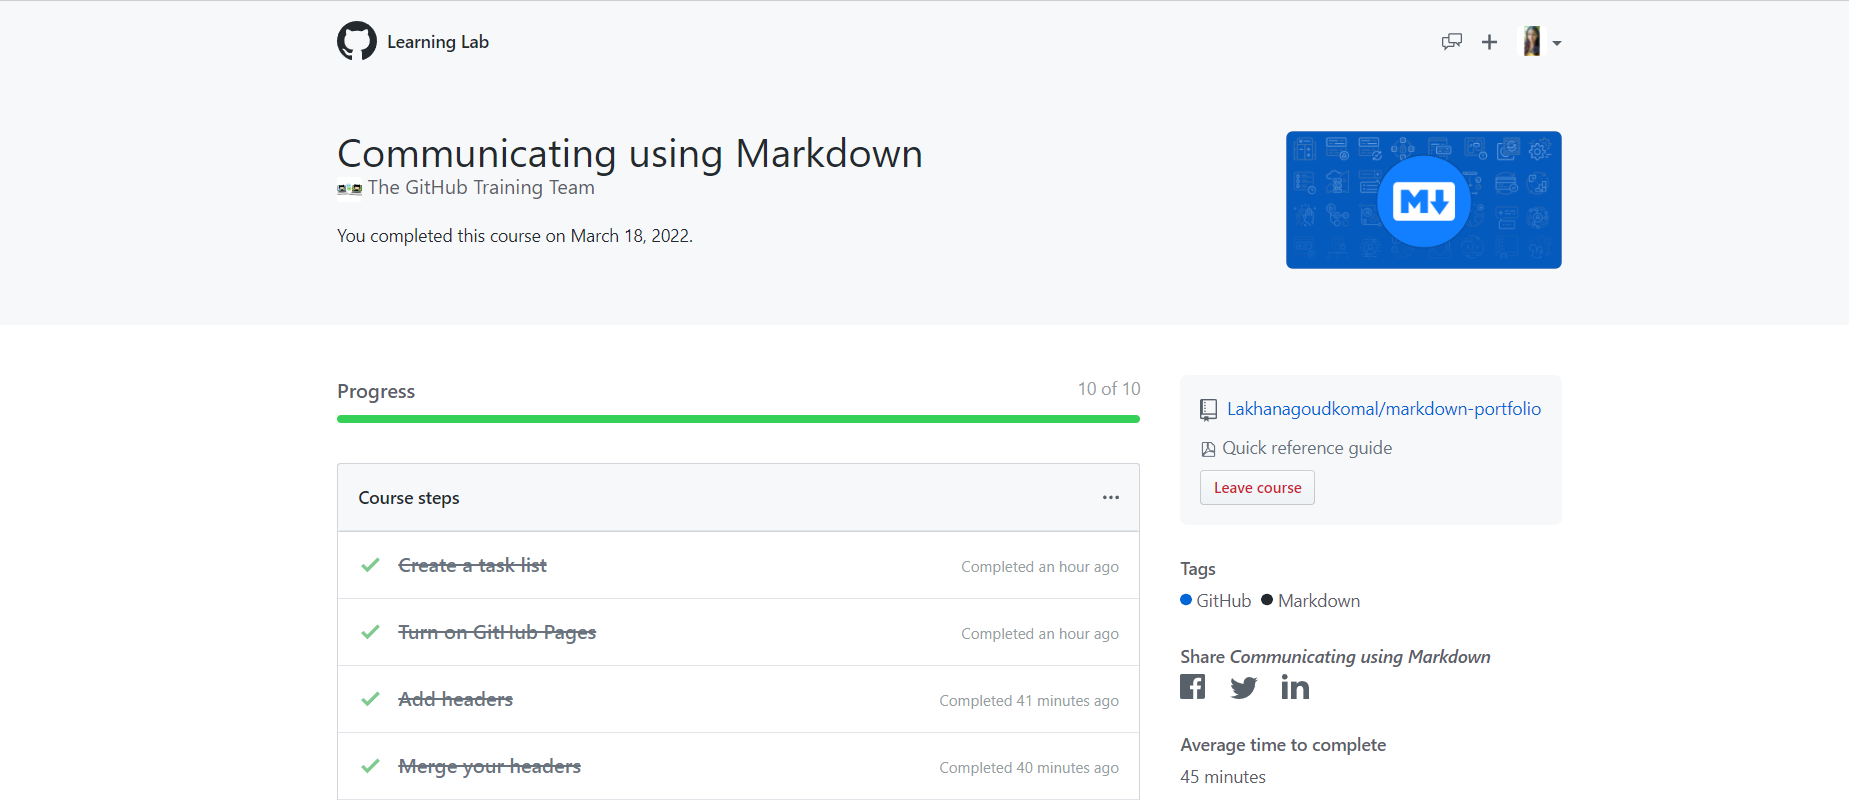 Learning Lab
Communicating using Markdown
The GitHub Training Team
You completed this course on March 18, 2022.
M
Progress
10 of 10
Course steps
Create a task list
Completed an hour ago
Turn on GitHub Pages
Completed an hour ago
Add headers
Completed 41 minutes ago
Merge your headers
Completed 40 minutes ago
Lakhanagoudkomal/markdown-portfolio
Quick reference guide
Leave course
Tags
GitHub Markdown
Share Communicating using Markdown
in
Average time to complete
45 minutes